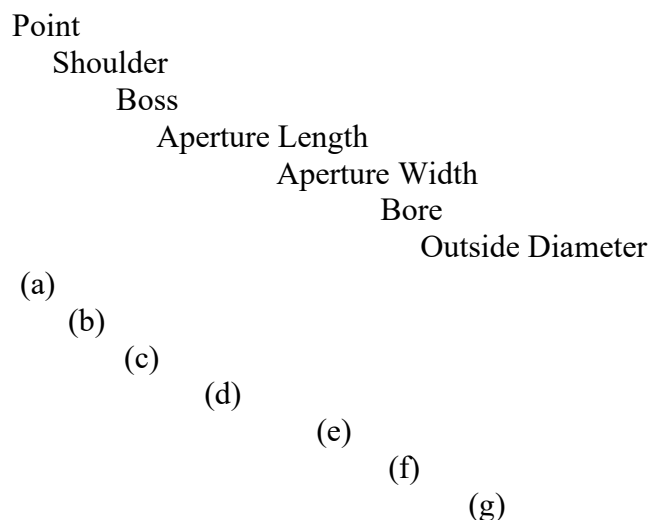 Point
Shoulder
Boss
Aperture Length
Aperture Width
Bore
Outside Diameter
(a)
(b)
(c)
(d)
(e)
(f)
(g)